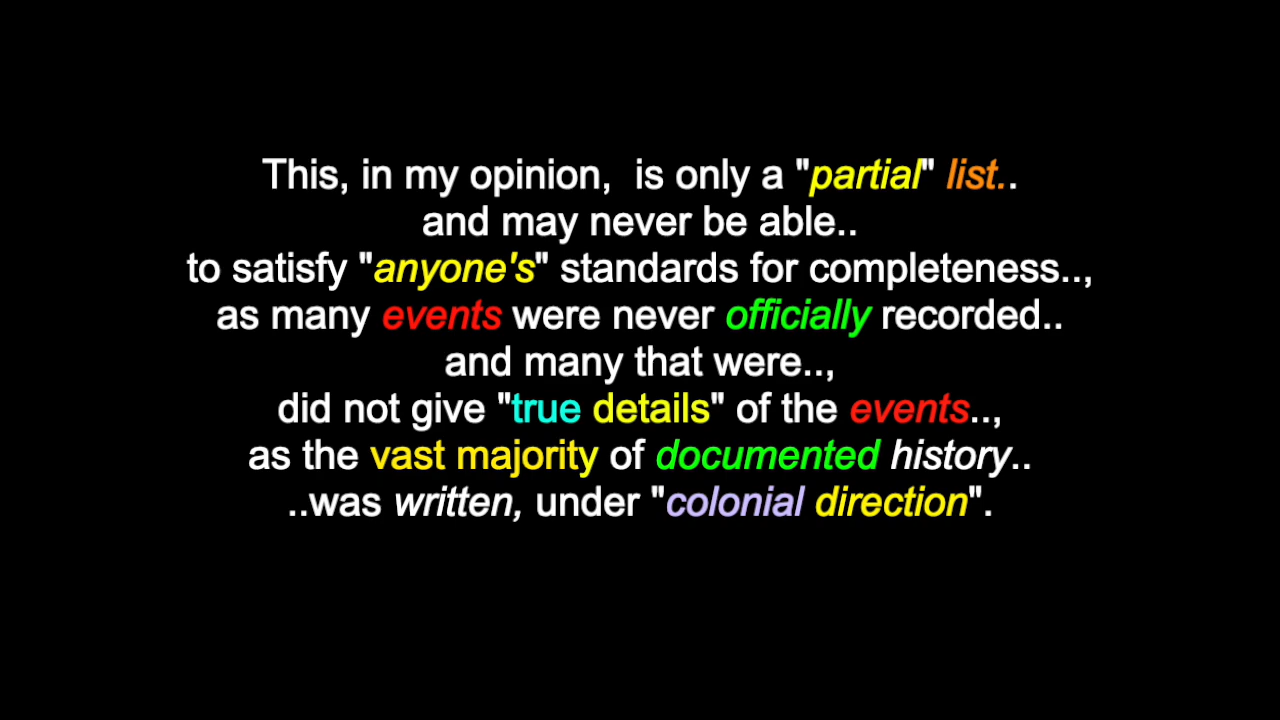 This, in my opinion,  is only a "partial" list..
and may never be able..
to satisfy "anyone's" standards for completeness..,
as many events were never officially recorded..
and many that were..,
did not give "true details" of the events..,
as the vast majority of documented history..
..was written, under "colonial direction".